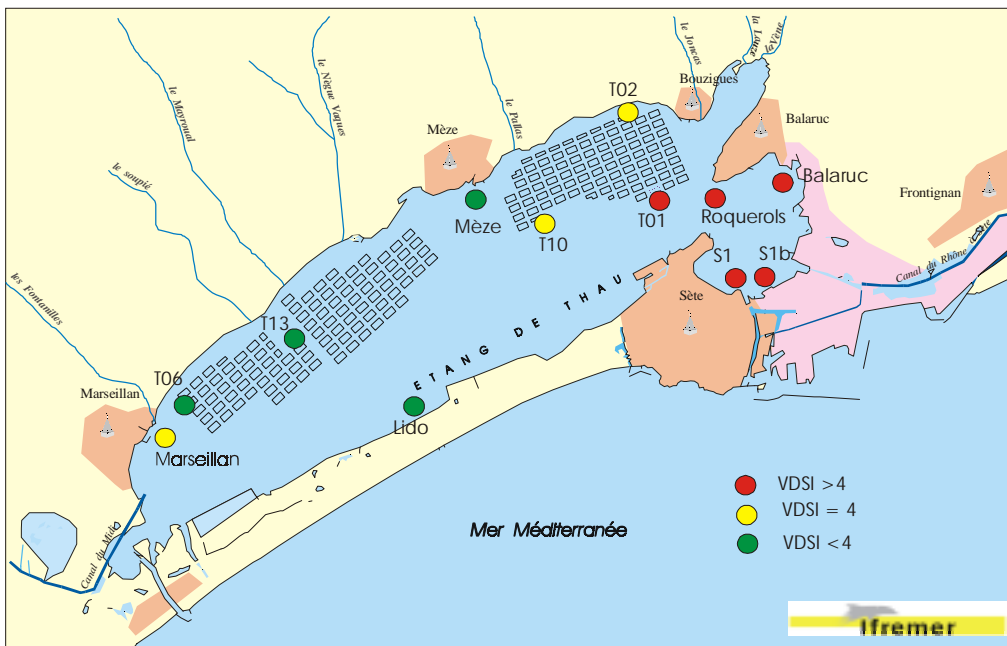 le Mayroual
le Nègue Vaques
le Pallas
le Joncas
la Vène
Bouzigues
T02
Balaruc
Mèze
le soupié
Balaruc
Frontignan
Mèze
T01
Roquerols
T10
les Fontanilles
S1
S1b
Canal du Rhône à Sète
ETANG DE THAU
Sète
T13
T06
Marseillan
Lido
Marseillan
VDSI >4
VDSI = 4
Mer Méditerranée
VDSI <4
Canal du Midi
Ifremer